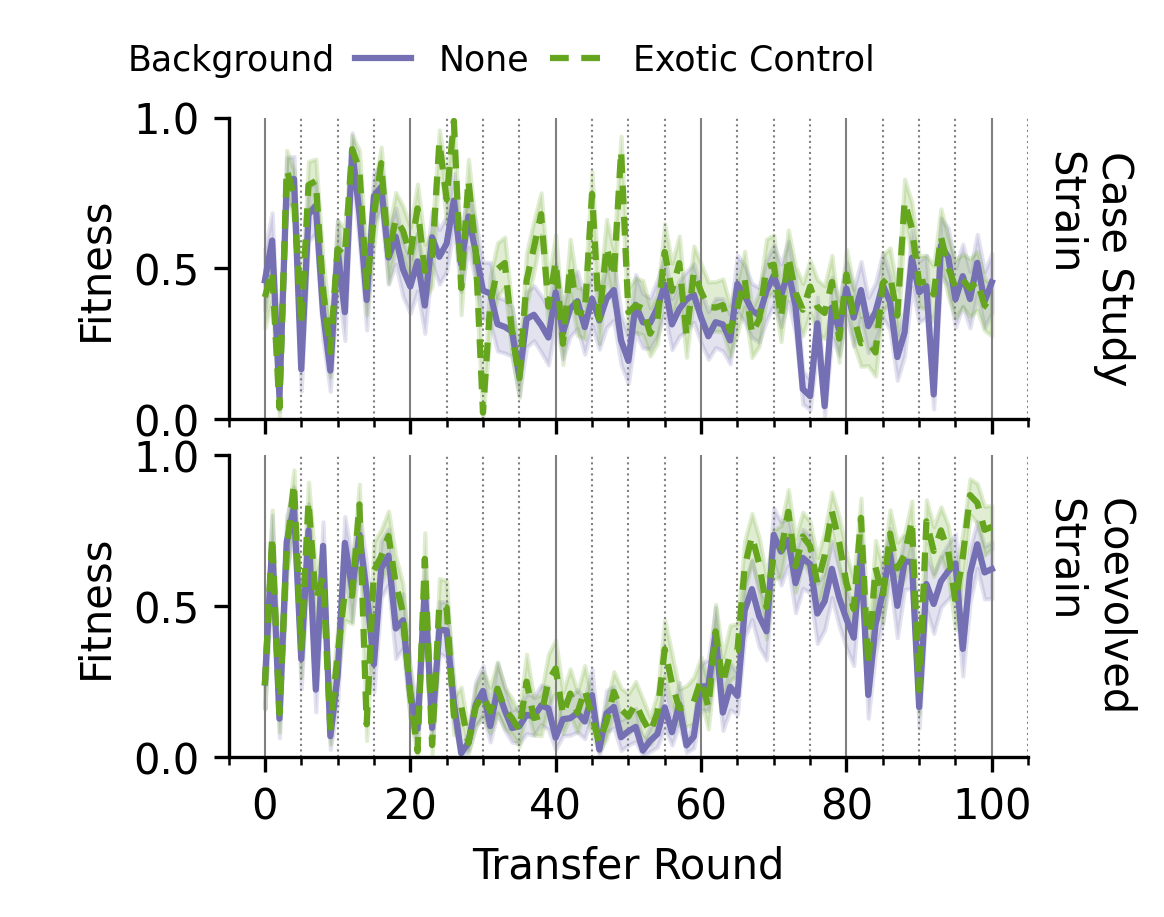 Background None Exotic Control
1.0
0.5
0.0
Fitness
Case Study
Strain
1.0
0.5
0.0
Fitness
Coevolved
Strain
0 20 40 60 80 100
Transfer Round